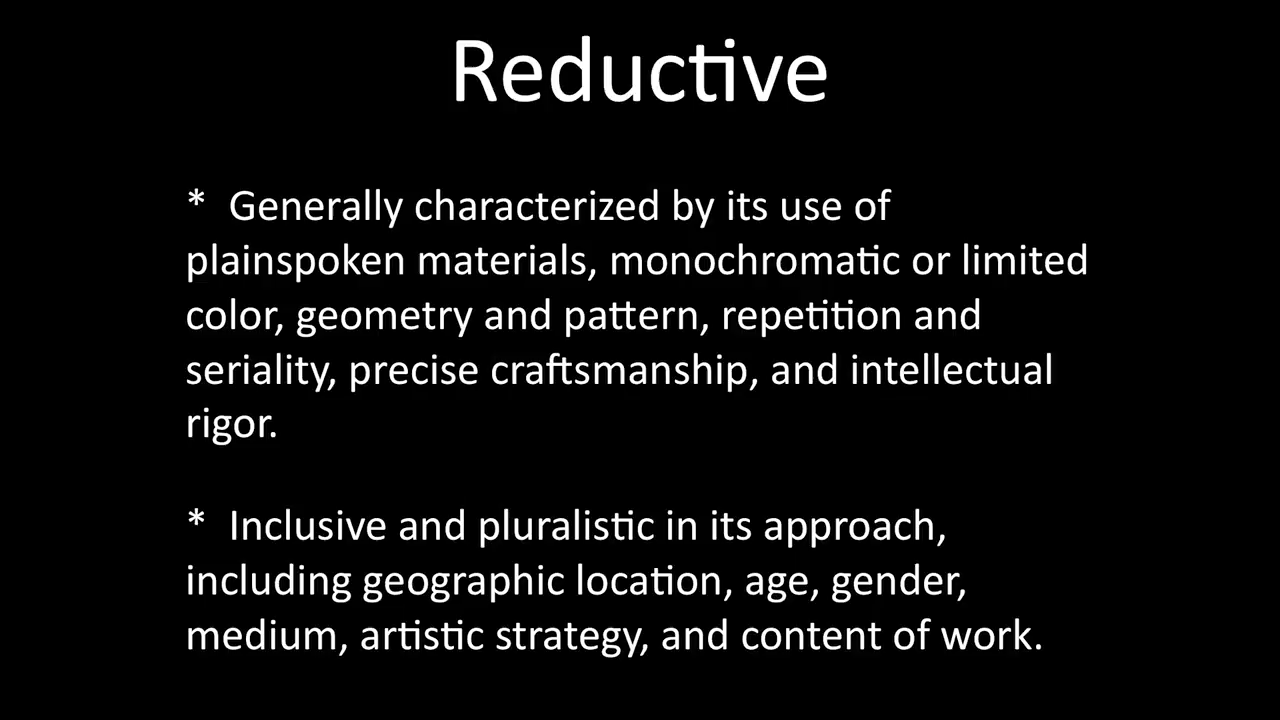 Reductive
* Generally characterized by its use of
plainspoken materials, monochromatic or limited
color, geometry and pattern, repetition and
seriality, precise craftsmanship, and intellectual
rigor.
* Inclusive and pluralistic in its approach,
including geographic location, age, gender,
medium, artistic strategy, and content of work.